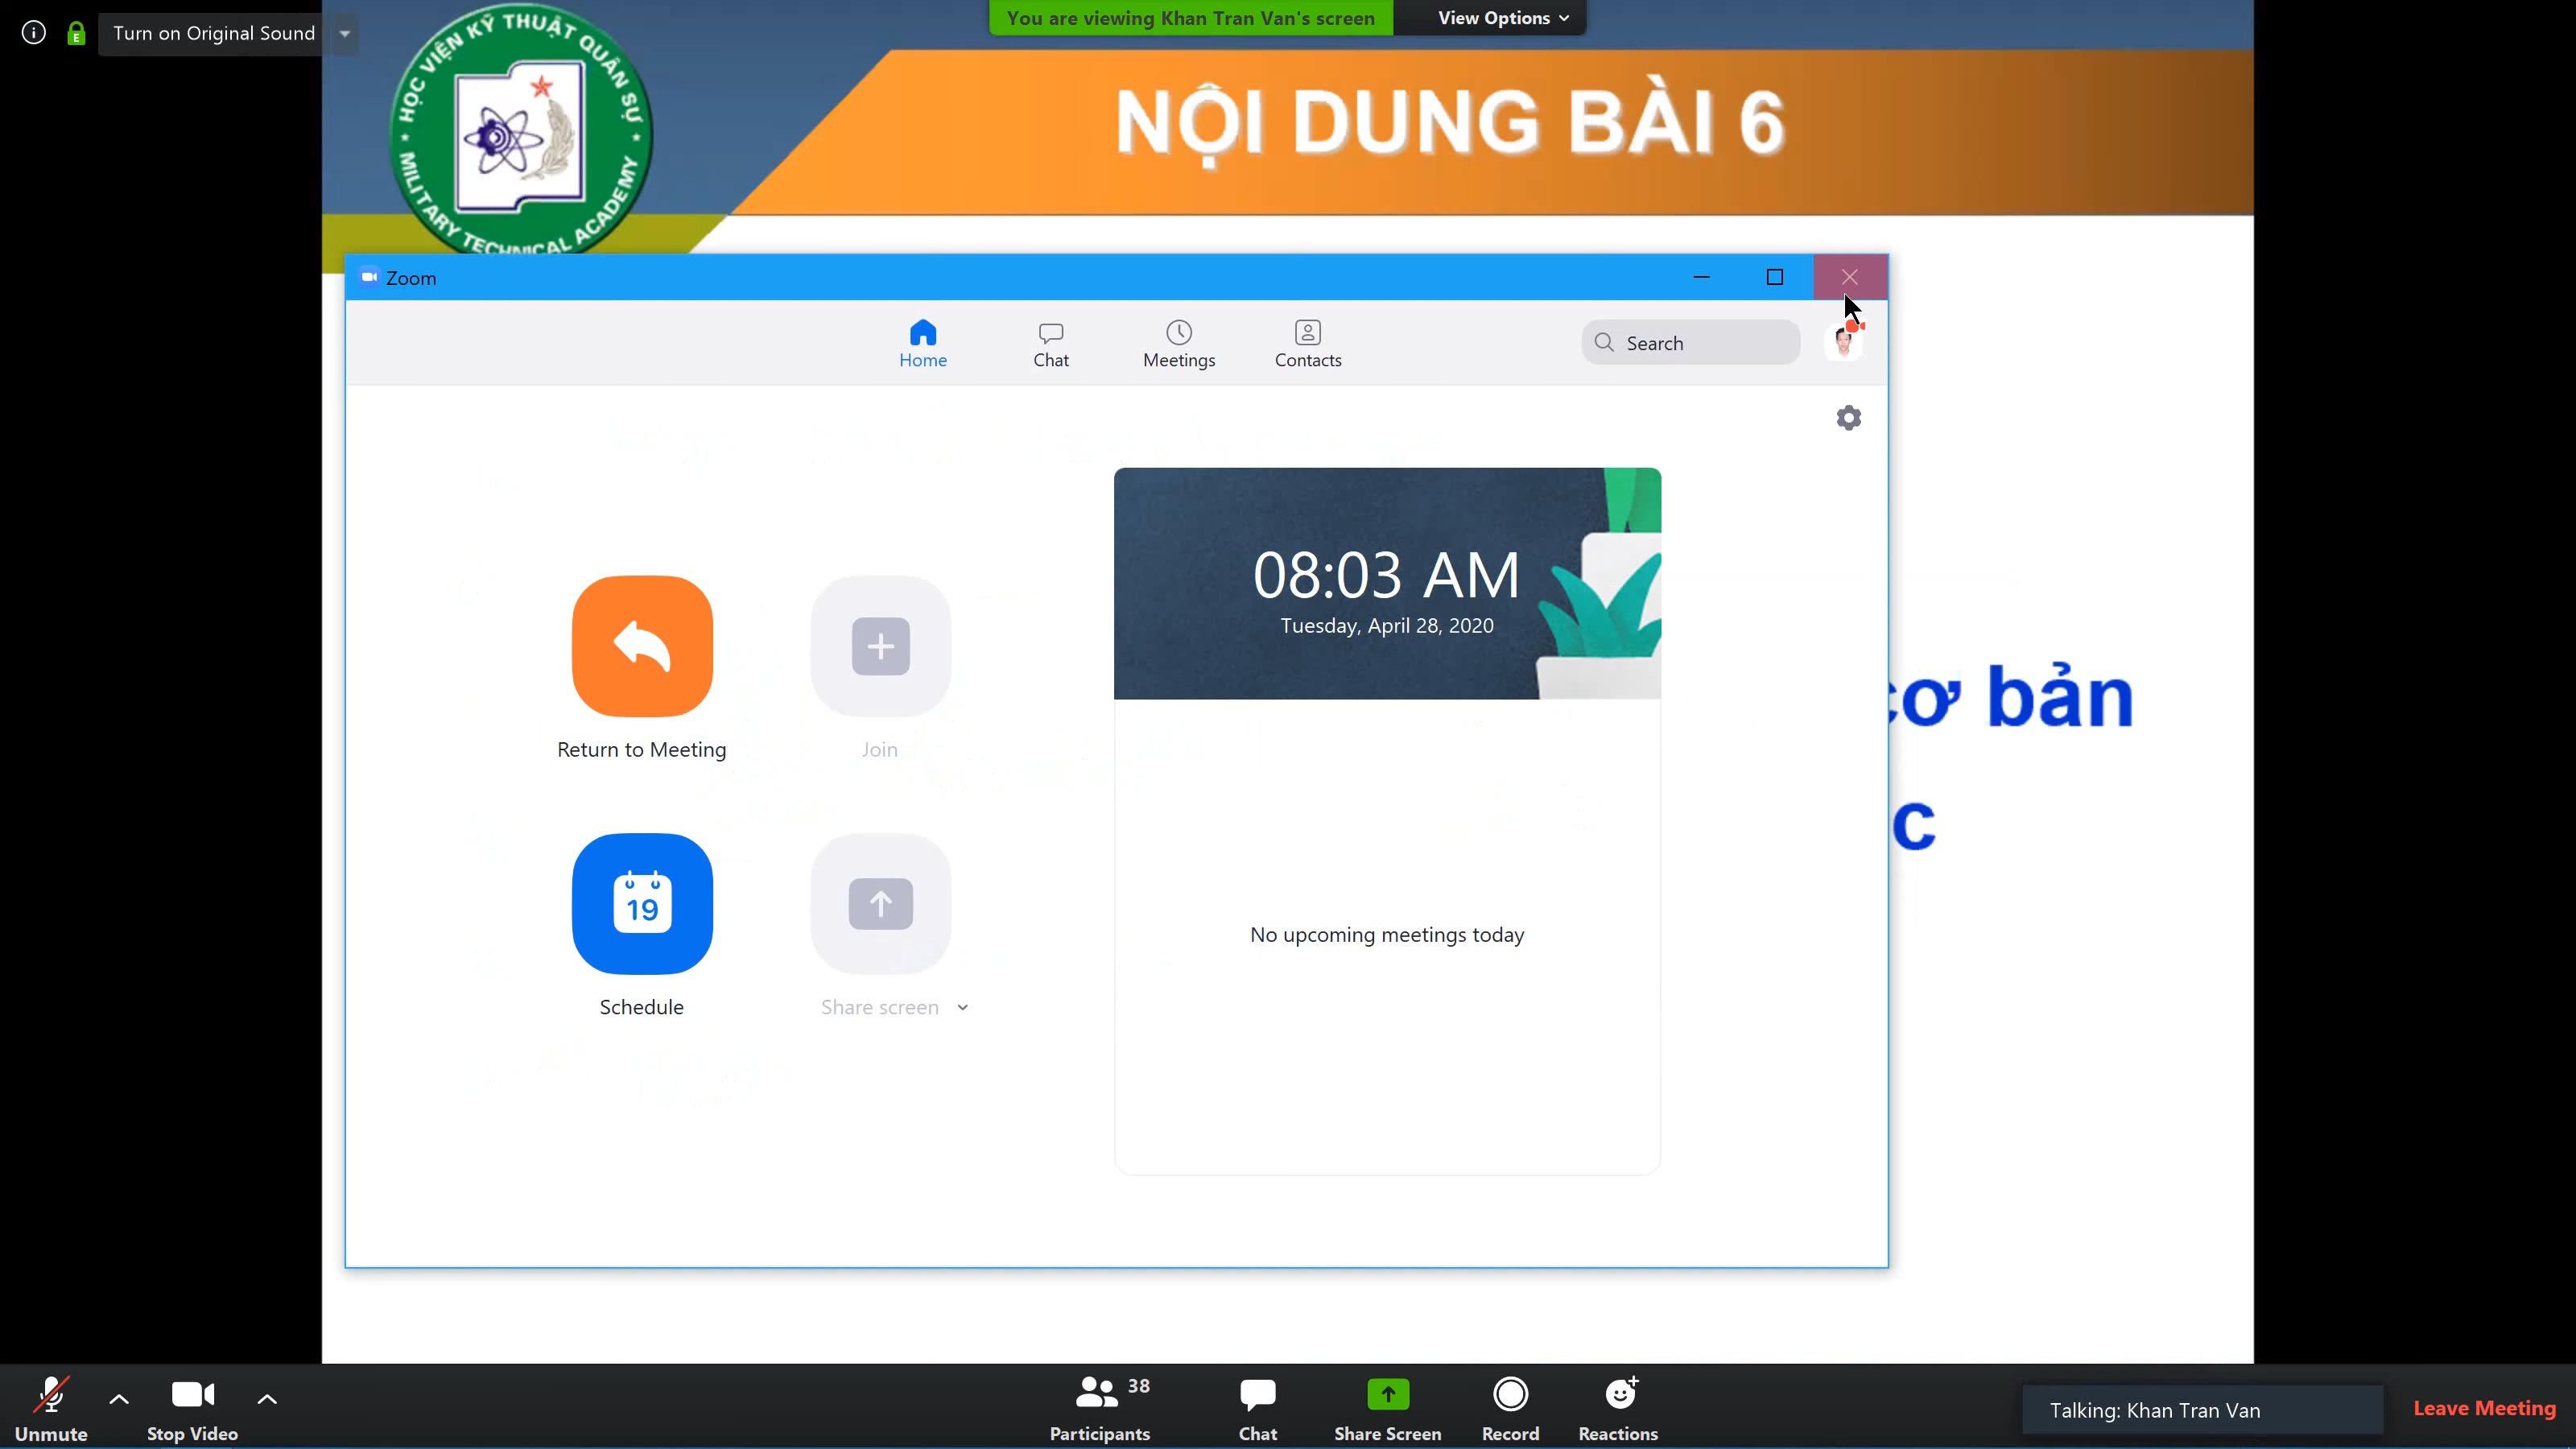 You are viewing Khan Tran Van's screen
View Options
Turn on Original Sound
E
HỌC VIỆN KỸ THUẬT QUÂN SỰ
MILITARY TECHNICAL ACADEMY
NỘI DUNG BÀI 6
Zoom
Home
Chat
Meetings
Contacts
Search
08:03 AM
Tuesday, April 28, 2020
Return to Meeting
Join
cơ bản
c
19
No upcoming meetings today
Schedule
Share screen
Unmute
Stop Video
38
Participants
Chat
Share Screen
Record
Reactions
Talking: Khan Tran Van
Leave Meeting